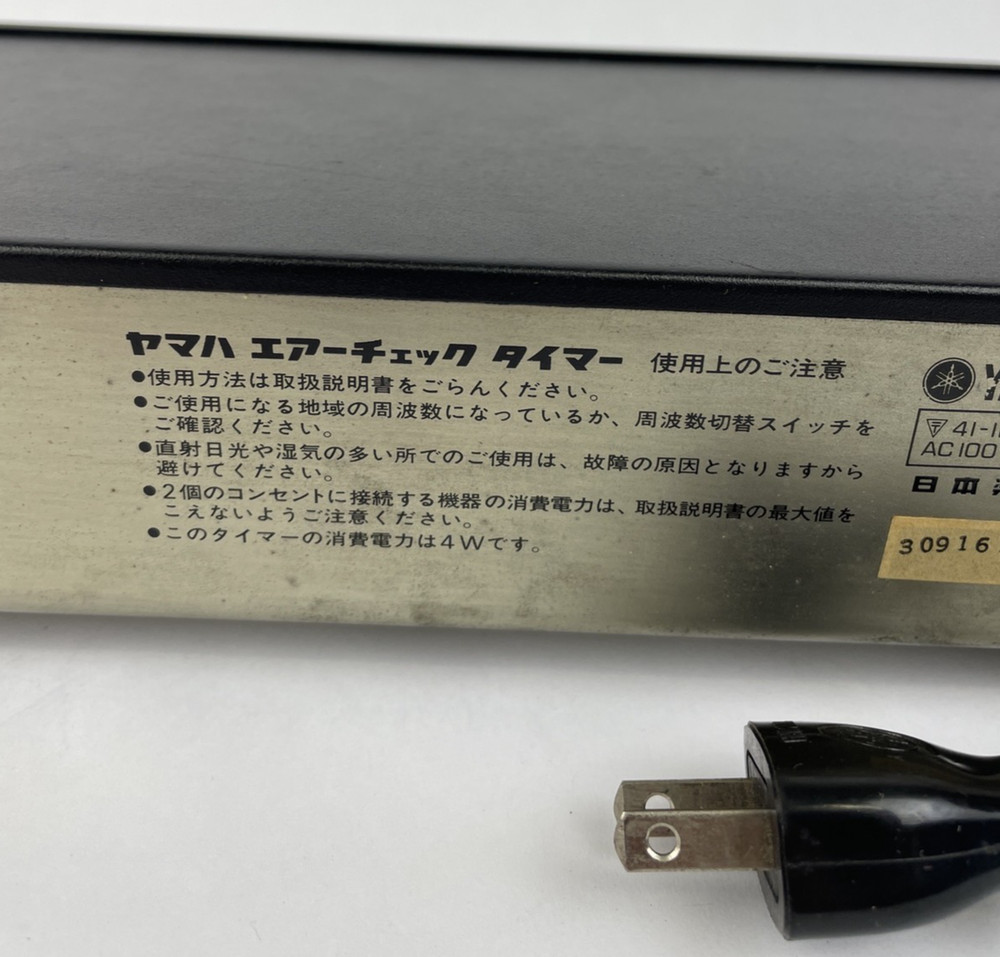 ヤマハ エアーチェック タイマー 使用上のご注意
●使用方法は取扱説明書をごらんください。
●ご使用になる地域の周波数になっているか、周波数切替スイッチを
ご確認ください。
●直射日光や湿気の多い所でのご使用は、故障の原因となりますから
避けてください。
●2個のコンセントに接続する機器の消費電力は、取扱説明書の最大値を
こえないようご注意ください。
●このタイマーの消費電力は4Wです。
41-1
AC100
日本
30916